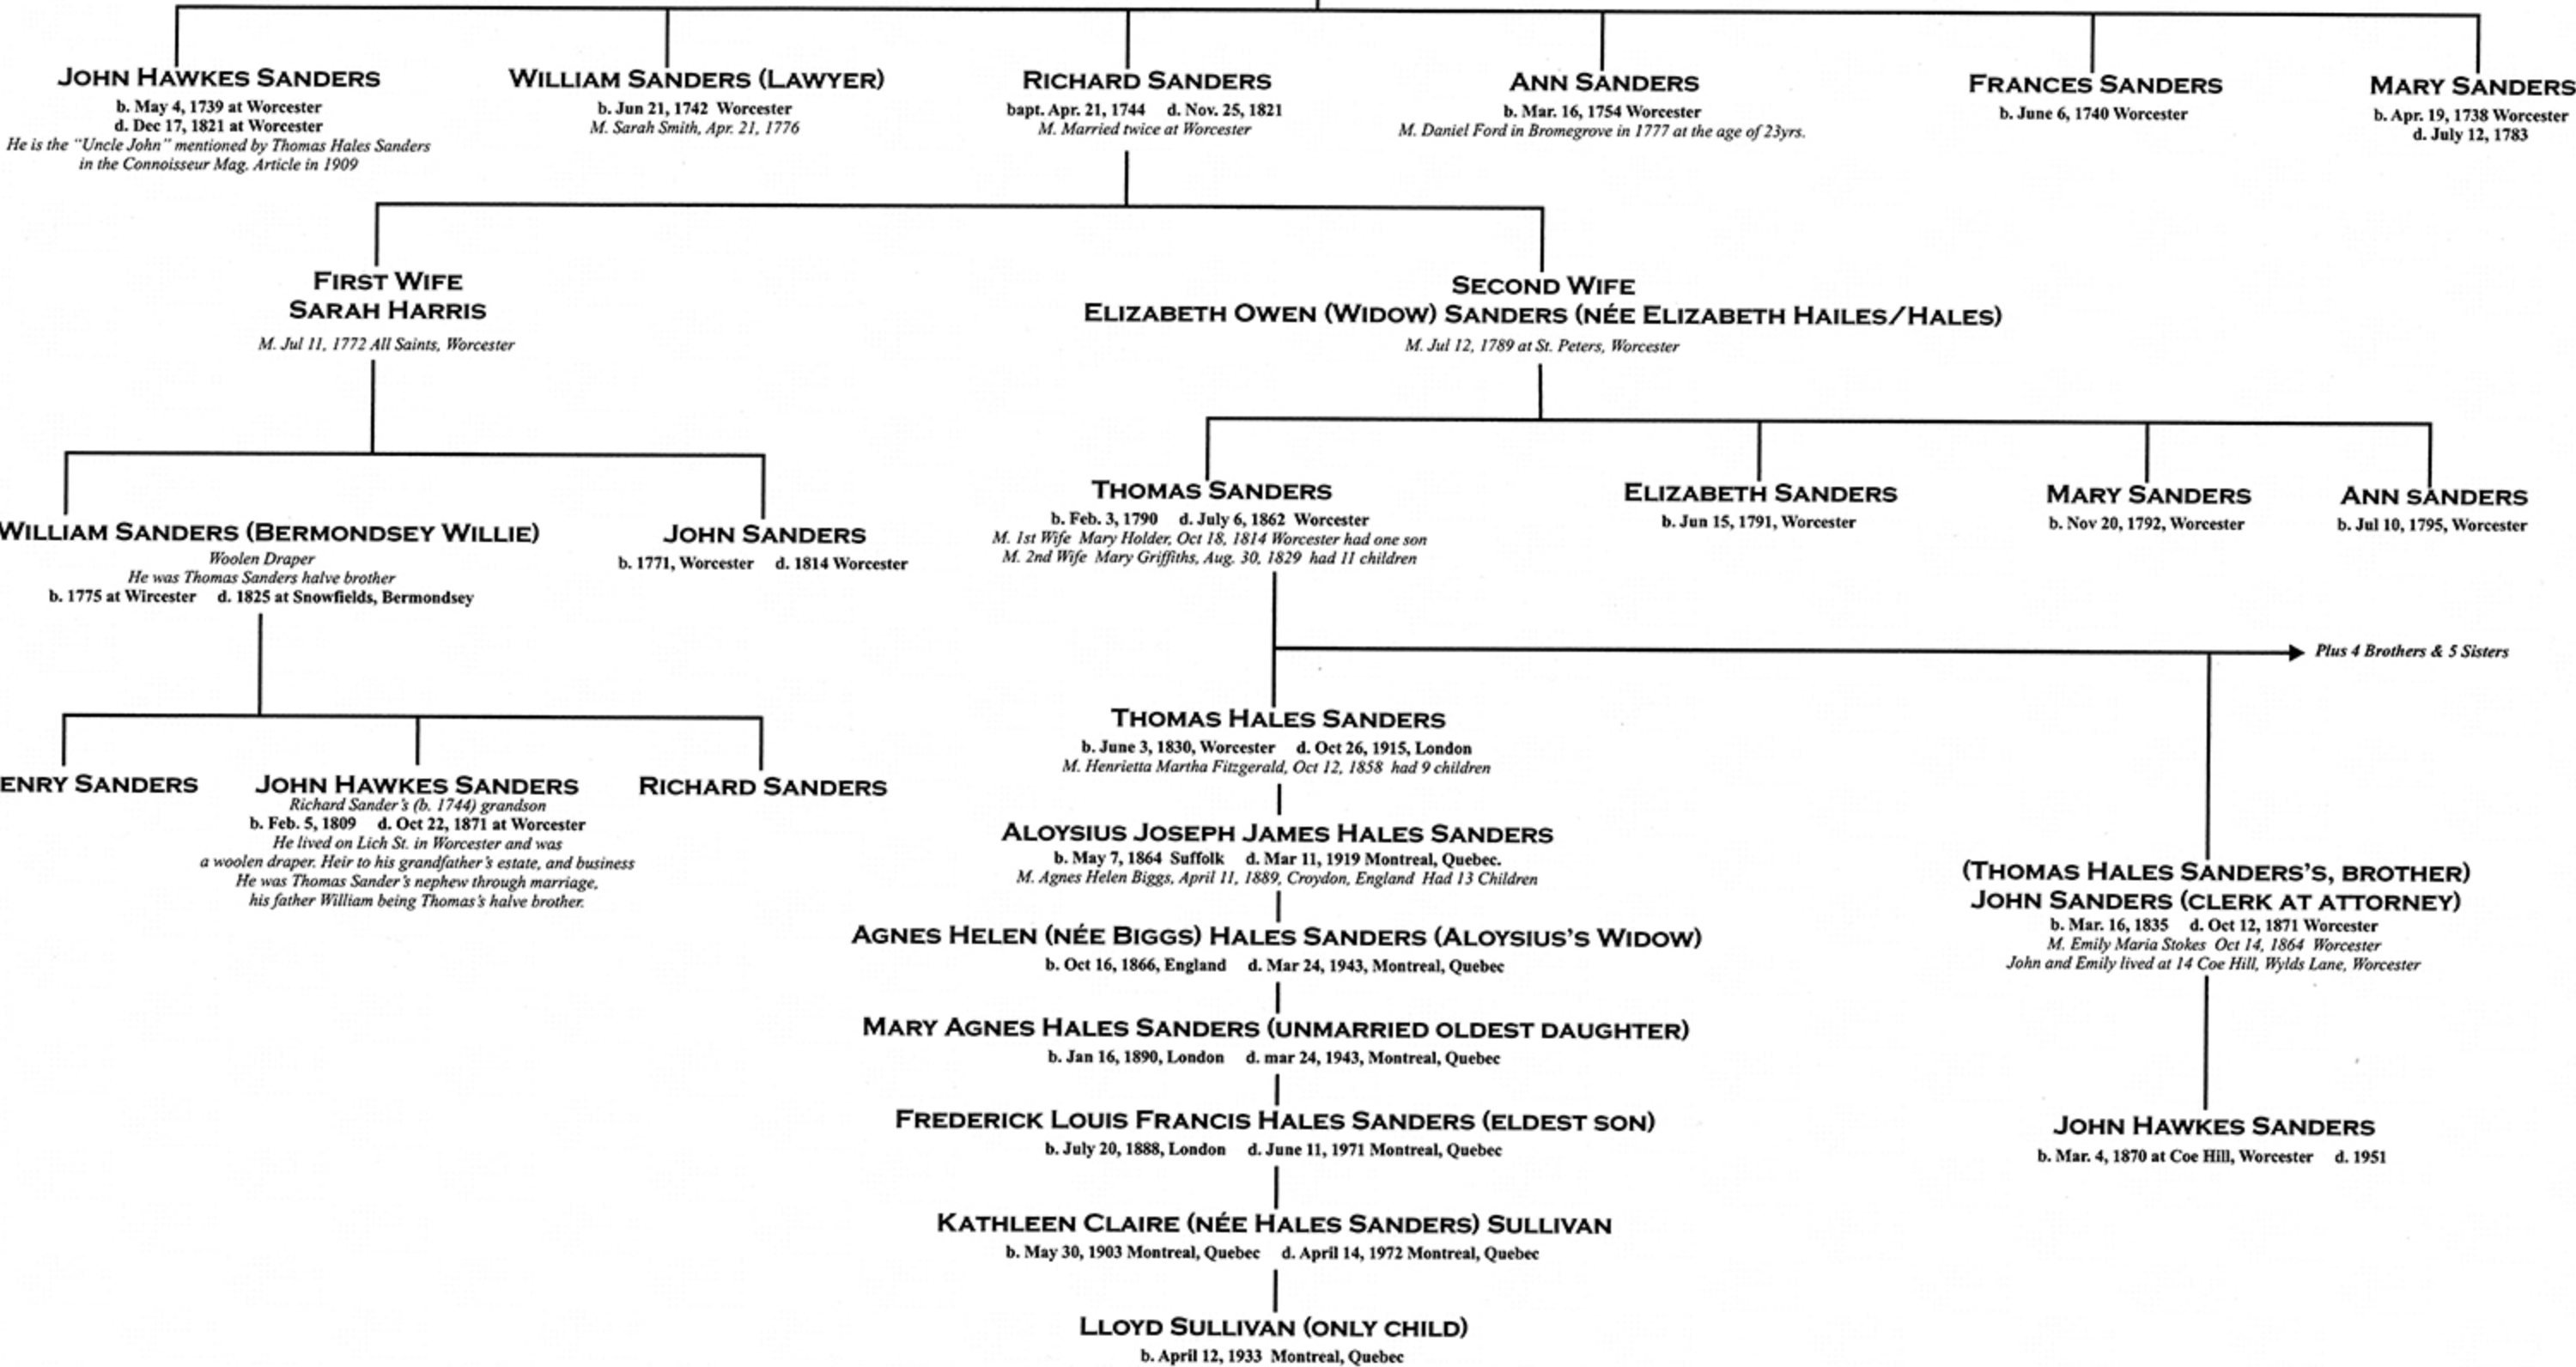 JOHN HAWKES SANDERS
b. May 4, 1739 at Worcester
d. Dec 17, 1821 at Worcester
He is the "Uncle John" mentioned by Thomas Hales Sanders
in the Connoisseur Mag. Article in 1909
WILLIAM SANDERS (LAWYER)
b. Jun 21, 1742 Worcester
M. Sarah Smith, Apr. 21, 1776
RICHARD SANDERS
bapt. Apr. 21, 1744 d. Nov. 25, 1821
M. Married twice at Worcester
ANN SANDERS
b. Mar. 16, 1754 Worcester
M. Daniel Ford in Bromegrove in 1777 at the age of 23yrs.
FRANCES SANDERS
b. June 6, 1740 Worcester
MARY SANDERS
b. Apr. 19, 1738 Worcester
d. July 12, 1783
FIRST WIFE
SARAH HARRIS
M. Jul 11, 1772 All Saints, Worcester
SECOND WIFE
ELIZABETH OWEN (WIDOW) SANDERS (NÉE ELIZABETH HAILES/HALES)
M. Jul 12, 1789 at St. Peters, Worcester
WILLIAM SANDERS (BERMONDSEY WILLIE)
Woolen Draper
He was Thomas Sanders halve brother
b. 1775 at Wircester d. 1825 at Snowfields, Bermondsey
JOHN SANDERS
b. 1771, Worcester d. 1814 Worcester
THOMAS SANDERS
b. Feb. 3, 1790 d. July 6, 1862 Worcester
M. 1st Wife Mary Holder, Oct 18, 1814 Worcester had one son
M. 2nd Wife Mary Griffiths, Aug. 30, 1829 had 11 children
ELIZABETH SANDERS
b. Jun 15, 1791, Worcester
MARY SANDERS
b. Nov 20, 1792, Worcester
ANN SANDERS
b. Jul 10, 1795, Worcester
Plus 4 Brothers & 5 Sisters
ENRY SANDERS
JOHN HAWKES SANDERS
Richard Sander's (b. 1744) grandson
b. Feb. 5, 1809 d. Oct 22, 1871 at Worcester
He lived on Lich St. in Worcester and was
a woolen draper. Heir to his grandfather's estate, and business
He was Thomas Sander's nephew through marriage,
his father William being Thomas's halve brother.
RICHARD SANDERS
THOMAS HALES SANDERS
b. June 3, 1830, Worcester d. Oct 26, 1915, London
M. Henrietta Martha Fitzgerald, Oct 12, 1858 had 9 children
ALOYSIUS JOSEPH JAMES HALES SANDERS
b. May 7, 1864 Suffolk d. Mar 11, 1919 Montreal, Quebec.
M. Agnes Helen Biggs, April 11, 1889, Croydon, England Had 13 Children
AGNES HELEN (NÉE BIGGS) HALES SANDERS (ALOYSIUS'S WIDOW)
b. Oct 16, 1866, England d. Mar 24, 1943, Montreal, Quebec
MARY AGNES HALES SANDERS (UNMARRIED OLDEST DAUGHTER)
b. Jan 16, 1890, London d. mar 24, 1943, Montreal, Quebec
FREDERICK LOUIS FRANCIS HALES SANDERS (ELDEST SON)
b. July 20, 1888, London d. June 11, 1971 Montreal, Quebec
KATHLEEN CLAIRE (NÉE HALES SANDERS) SULLIVAN
b. May 30, 1903 Montreal, Quebec d. April 14, 1972 Montreal, Quebec
LLOYD SULLIVAN (ONLY CHILD)
b. April 12, 1933 Montreal, Quebec
(THOMAS HALES SANDERS'S, BROTHER)
JOHN SANDERS (CLERK AT ATTORNEY)
b. Mar. 16, 1835 d. Oct 12, 1871 Worcester
M. Emily Maria Stokes Oct 14, 1864 Worcester
John and Emily lived at 14 Coe Hill, Wylds Lane, Worcester
JOHN HAWKES SANDERS
b. Mar. 4, 1870 at Coe Hill, Worcester d. 1951